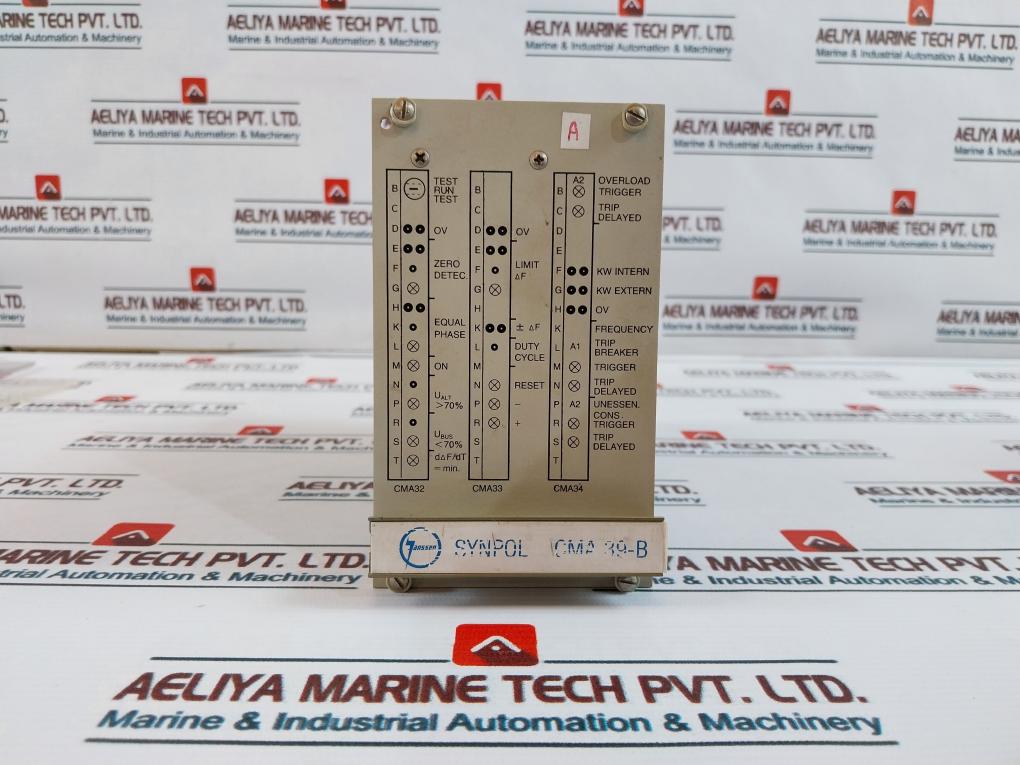 AELIYA MARINE TECH PVT. LTD.
Marine & Industrial Automation & Machinery
A
B
C
D
E
F
G
H
K
L
M
N
P
R
S
T
TEST
RUN
TEST
OV
ZERO
DETEC.
EQUAL
PHASE
ON
UALT
>70%
UBUS
<70%
d△F/dT
=min.
CMA32
B
C
D
E
F
G
H
K
L
M
N
P
R
S
T
OV
LIMIT
△F
± △F
DUTY
CYCLE
RESET
−
+
CMA33
B
C
D
E
F
G
H
K
L
M
N
P
R
S
T
A2
A1
A2
OVERLOAD
TRIGGER
TRIP
DELAYED
KW INTERN
KW EXTERN
OV
FREQUENCY
TRIP
BREAKER
TRIGGER
TRIP
DELAYED
UNESSEN.
CONS.
TRIGGER
TRIP
DELAYED
CMA34
Janssen SYNPOL CMA 39-B
AELIYA MARINE TECH PVT. LTD.
Marine & Industrial Automation & Machinery